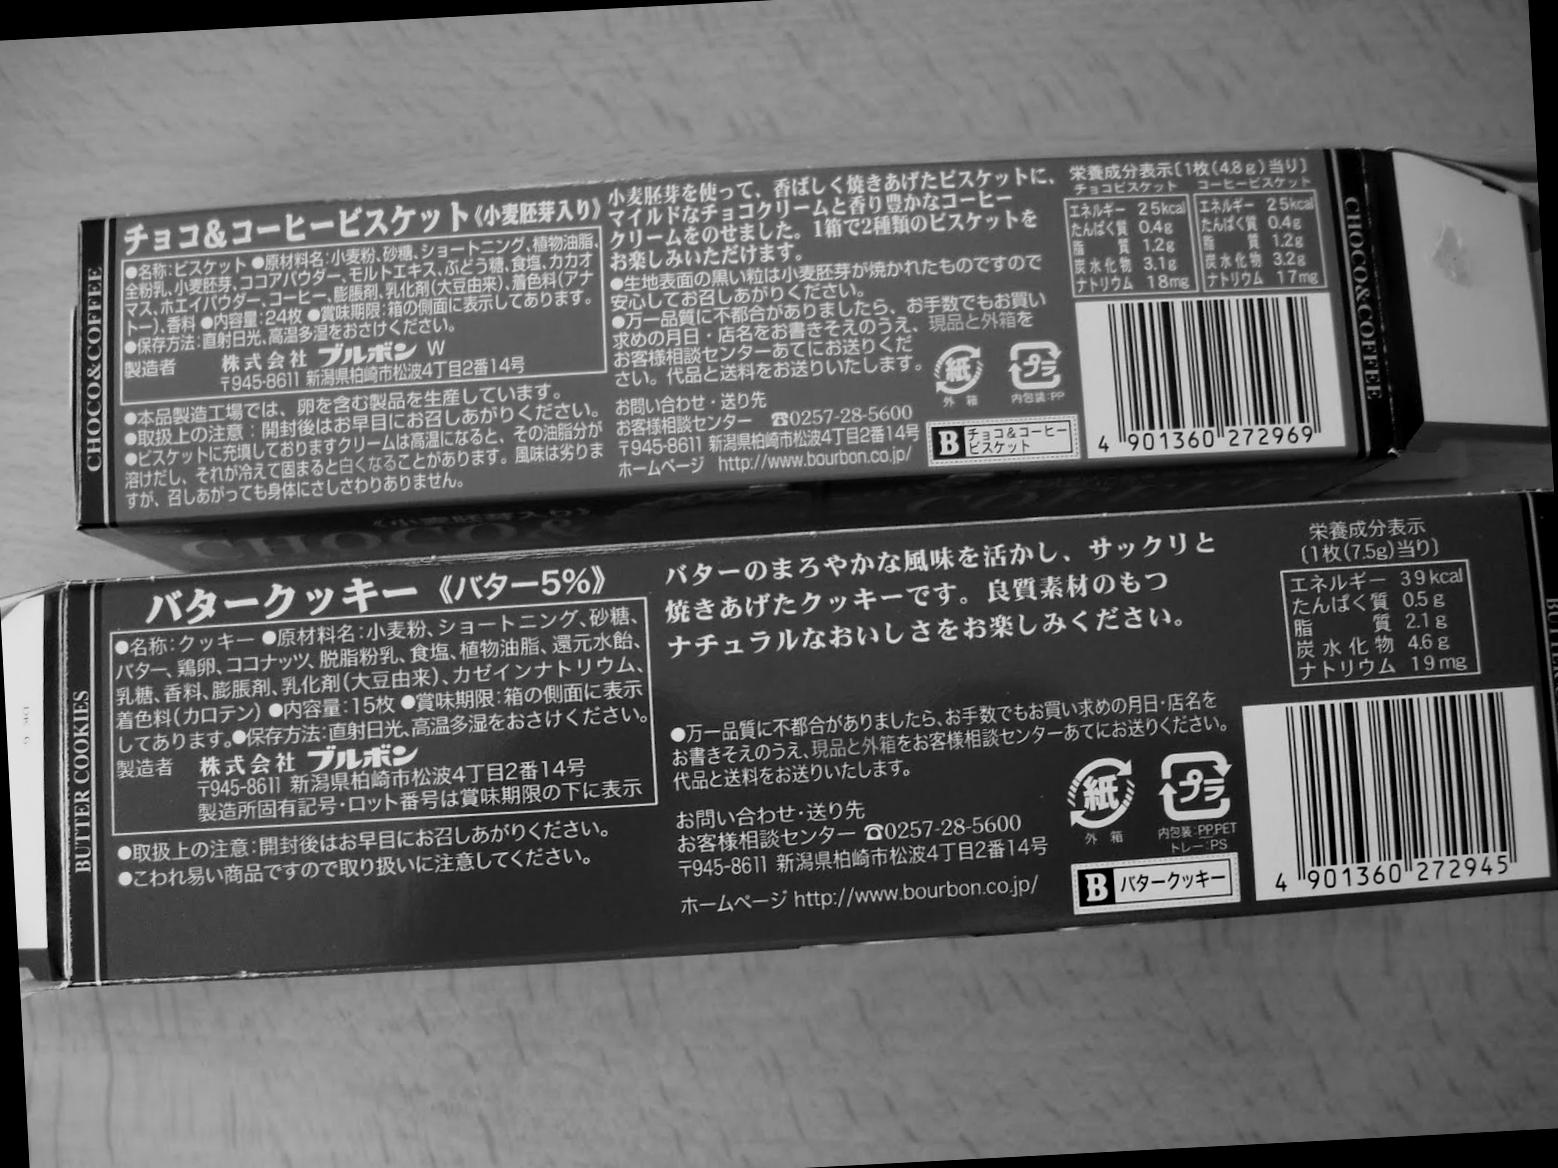 CHOCO&COFFEE
チョコ&コーヒービスケット《小麦胚芽入り》
●名称:ビスケット ●原材料名:小麦粉、砂糖、ショートニング、植物油脂、
全粉乳、小麦胚芽、ココアパウダー、モルトエキス、ぶどう糖、食塩、カカオ
マス、ホエイパウダー、コーヒー、膨脹剤、乳化剤(大豆由来)、着色料(アナ
トー)、香料 ●内容量:24枚 ●賞味期限:箱の側面に表示してあります。
●保存方法:直射日光、高温多湿をおさけください。
製造者 株式会社 ブルボン W
〒945-8611 新潟県柏崎市松波4丁目2番14号
●本品製造工場では、卵を含む製品を生産しています。
●取扱上の注意:開封後はお早目にお召しあがりください。
●ビスケットに充填しておりますクリームは高温になると、その油脂分が
溶けだし、それが冷えて固まると白くなることがあります。風味は劣りま
すが、召しあがっても身体にさしさわりありません。
小麦胚芽を使って、香ばしく焼きあげたビスケットに、
マイルドなチョコクリームと香り豊かなコーヒー
クリームをのせました。1箱で2種類のビスケットを
お楽しみいただけます。
●生地表面の黒い粒は小麦胚芽が焼かれたものですので
安心してお召しあがりください。
●万一品質に不都合がありましたら、お手数でもお買い
求めの月日・店名をお書きそえのうえ、現品と外箱を
お客様相談センターあてにお送りくだ
さい。代品と送料をお送りいたします。
お問い合わせ・送り先
お客様相談センター ☎0257-28-5600
〒945-8611 新潟県柏崎市松波4丁目2番14号
ホームページ http://www.bourbon.co.jp/
紙
外箱
プラ
内包装:PP
B チョコ&コーヒー
ビスケット
栄養成分表示〔1枚(4.8g)当り〕
チョコビスケット コーヒービスケット
エネルギー 25kcal エネルギー 25kcal
たんぱく質 0.4g たんぱく質 0.4g
脂質 1.2g 脂質 1.2g
炭水化物 3.1g 炭水化物 3.2g
ナトリウム 18mg ナトリウム 17mg
4 901360 272969
CHOCO&COFFEE
《小麦胚芽入り》
CHOCO& COFFEE
BUTTER COOKIES
バタークッキー《バター5%》
●名称:クッキー ●原材料名:小麦粉、ショートニング、砂糖、
バター、鶏卵、ココナッツ、脱脂粉乳、食塩、植物油脂、還元水飴、
乳糖、香料、膨脹剤、乳化剤(大豆由来)、カゼインナトリウム、
着色料(カロテン) ●内容量:15枚 ●賞味期限:箱の側面に表示
してあります。●保存方法:直射日光、高温多湿をおさけください。
製造者 株式会社 ブルボン
〒945-8611 新潟県柏崎市松波4丁目2番14号
製造所固有記号・ロット番号は賞味期限の下に表示
●取扱上の注意:開封後はお早目にお召しあがりください。
●こわれ易い商品ですので取り扱いに注意してください。
バターのまろやかな風味を活かし、サックリと
焼きあげたクッキーです。良質素材のもつ
ナチュラルなおいしさをお楽しみください。
●万一品質に不都合がありましたら、お手数でもお買い求めの月日・店名を
お書きそえのうえ、現品と外箱をお客様相談センターあてにお送りください。
代品と送料をお送りいたします。
お問い合わせ・送り先
お客様相談センター ☎0257-28-5600
〒945-8611 新潟県柏崎市松波4丁目2番14号
ホームページ http://www.bourbon.co.jp/
紙
外箱
プラ
内包装:PP,PET
トレー:PS
B バタークッキー
栄養成分表示
〔1枚(7.5g)当り〕
エネルギー 39kcal
たんぱく質 0.5g
脂質 2.1g
炭水化物 4.6g
ナトリウム 19mg
4 901360 272945